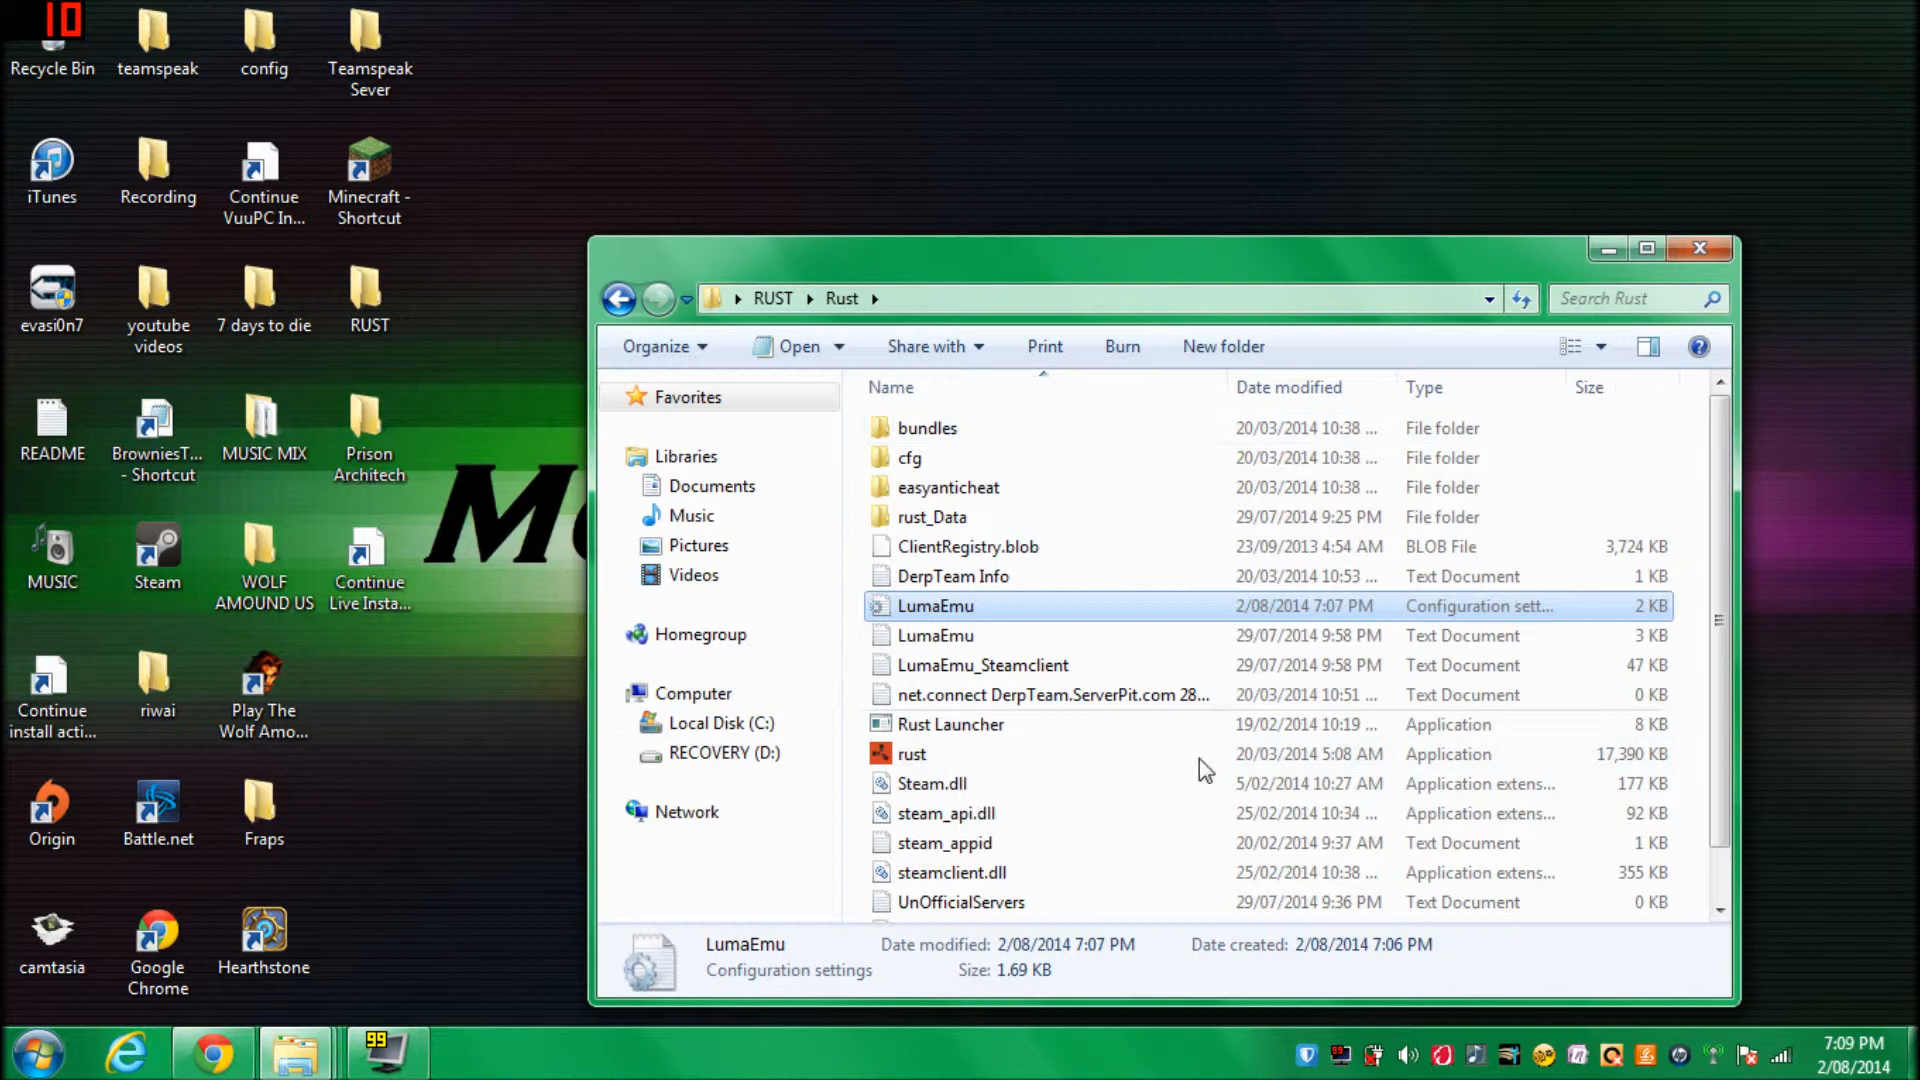 10
Recycle Bin
teamspeak
config
Teamspeak
Sever
iTunes
Recording
Continue
VuuPC In...
Minecraft -
Shortcut
evasi0n7
youtube
videos
7 days to die
RUST
README
BrowniesT...
- Shortcut
MUSIC MIX
Prison
Architech
MUSIC
Steam
WOLF
AMOUND US
Continue
Live Insta...
Continue
install acti...
riwai
Play The
Wolf Amo...
Origin
Battle.net
Fraps
camtasia
Google
Chrome
Hearthstone
RUST
Rust
Search Rust
Organize
Open
Share with
Print
Burn
New folder
Favorites
Libraries
Documents
Music
Pictures
Videos
Homegroup
Computer
Local Disk (C:)
RECOVERY (D:)
Network
Name Date modified Type Size
bundles 20/03/2014 10:38 ... File folder
cfg 20/03/2014 10:38 ... File folder
easyanticheat 20/03/2014 10:38 ... File folder
rust_Data 29/07/2014 9:25 PM File folder
ClientRegistry.blob 23/09/2013 4:54 AM BLOB File 3,724 KB
DerpTeam Info 20/03/2014 10:53 ... Text Document 1 KB
LumaEmu 2/08/2014 7:07 PM Configuration sett... 2 KB
LumaEmu 29/07/2014 9:58 PM Text Document 3 KB
LumaEmu_Steamclient 29/07/2014 9:58 PM Text Document 47 KB
net.connect DerpTeam.ServerPit.com 28... 20/03/2014 10:51 ... Text Document 0 KB
Rust Launcher 19/02/2014 10:19 ... Application 8 KB
rust 20/03/2014 5:08 AM Application 17,390 KB
Steam.dll 5/02/2014 10:27 AM Application extens... 177 KB
steam_api.dll 25/02/2014 10:34 ... Application extens... 92 KB
steam_appid 20/02/2014 9:37 AM Text Document 1 KB
steamclient.dll 25/02/2014 10:38 ... Application extens... 355 KB
UnOfficialServers 29/07/2014 9:36 PM Text Document 0 KB
LumaEmu Date modified: 2/08/2014 7:07 PM Date created: 2/08/2014 7:06 PM
Configuration settings Size: 1.69 KB
99
7:09 PM
2/08/2014